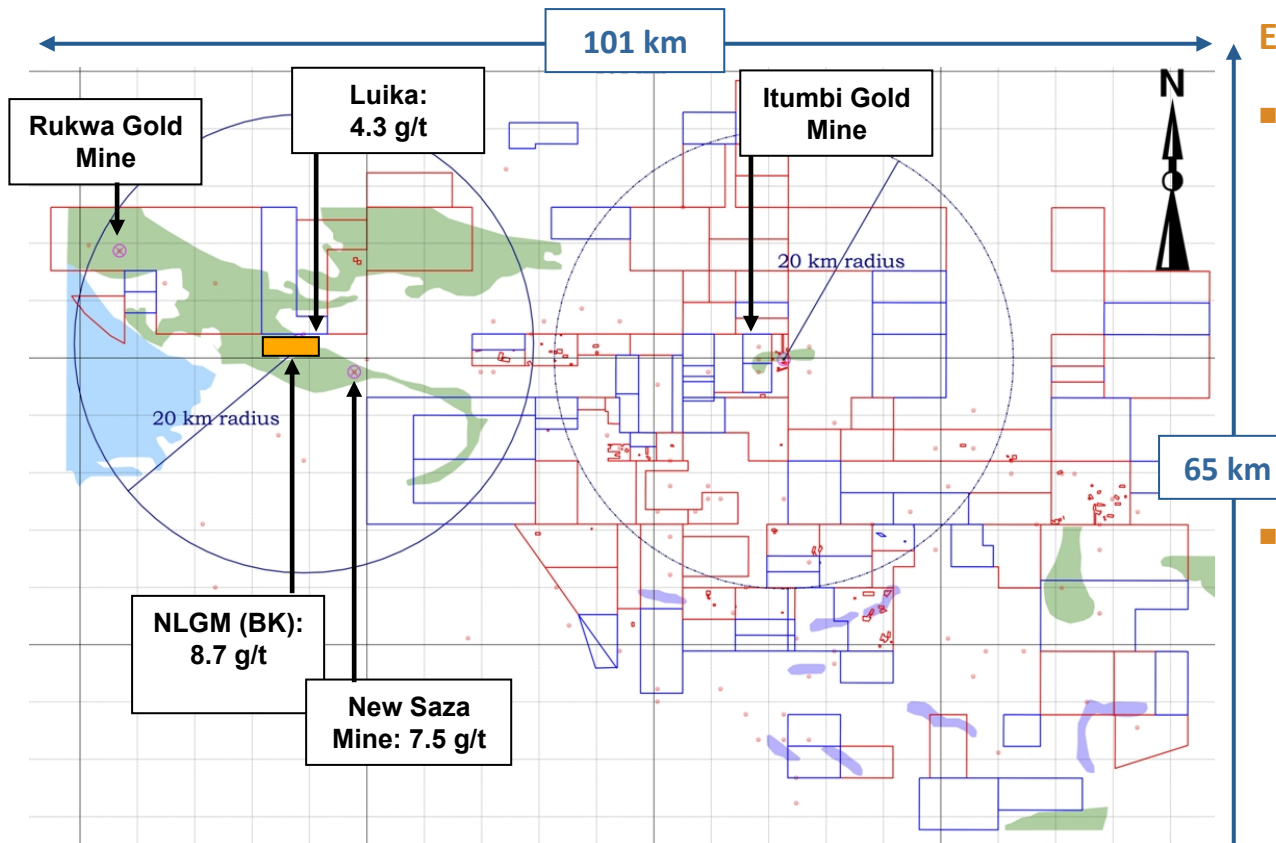 101 km
E
N
Luika:
4.3 g/t
Itumbi Gold
Mine
Rukwa Gold
Mine
20 km radius
20 km radius
65 km
NLGM (BK):
8.7 g/t
New Saza
Mine: 7.5 g/t